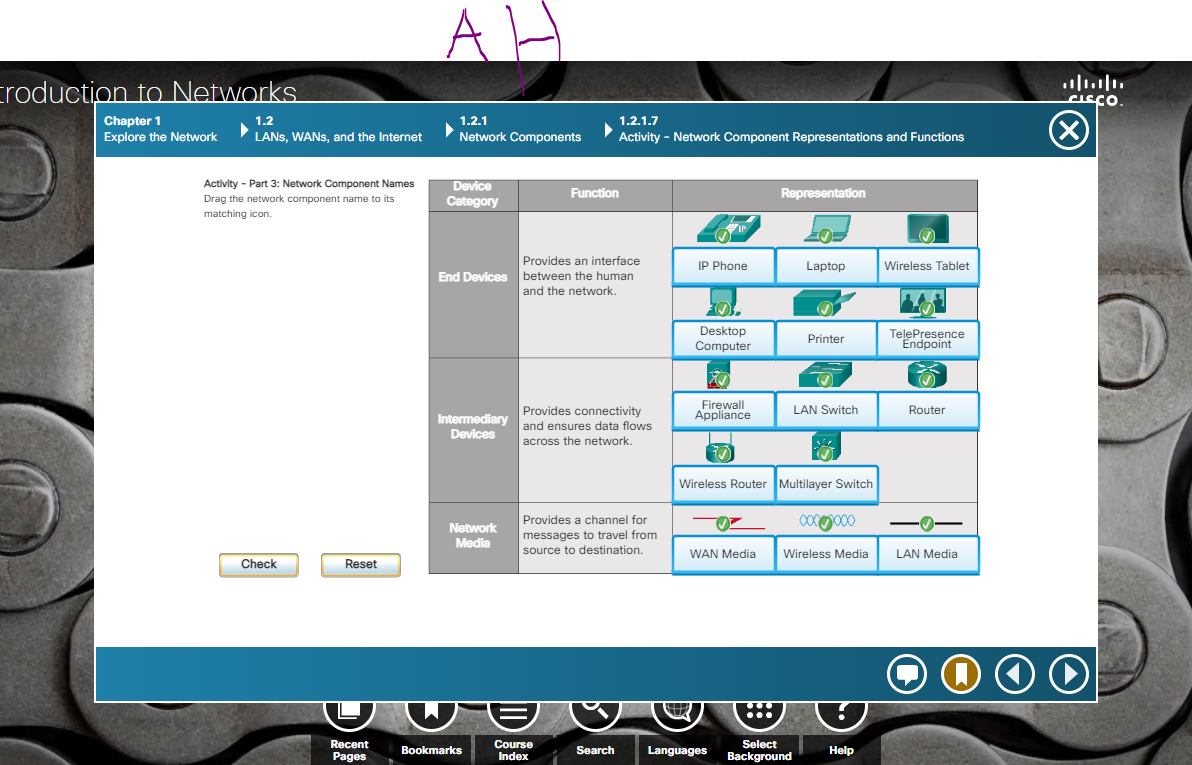 A H
troduction to Networks
CISCO
Chapter 1
Explore the Network
1.2
LANs, WANs, and the Internet
1.2.1
Network Components
1.2.1.7
Activity – Network Component Representations and Functions
Activity – Part 3: Network Component Names
Drag the network component name to its
matching icon.
Device
Category
Function
Representation
End Devices
Provides an interface
between the human
and the network.
IP
IP Phone
Laptop
Wireless Tablet
Desktop
Computer
Printer
TelePresence
Endpoint
Intermediary
Devices
Provides connectivity
and ensures data flows
across the network.
Firewall
Appliance
LAN Switch
Router
Wireless Router
Multilayer Switch
Network
Media
Provides a channel for
messages to travel from
source to destination.
WAN Media
Wireless Media
LAN Media
Check
Reset
Recent
Pages
Bookmarks
Course
Index
Search
Languages
Select
Background
?
Help